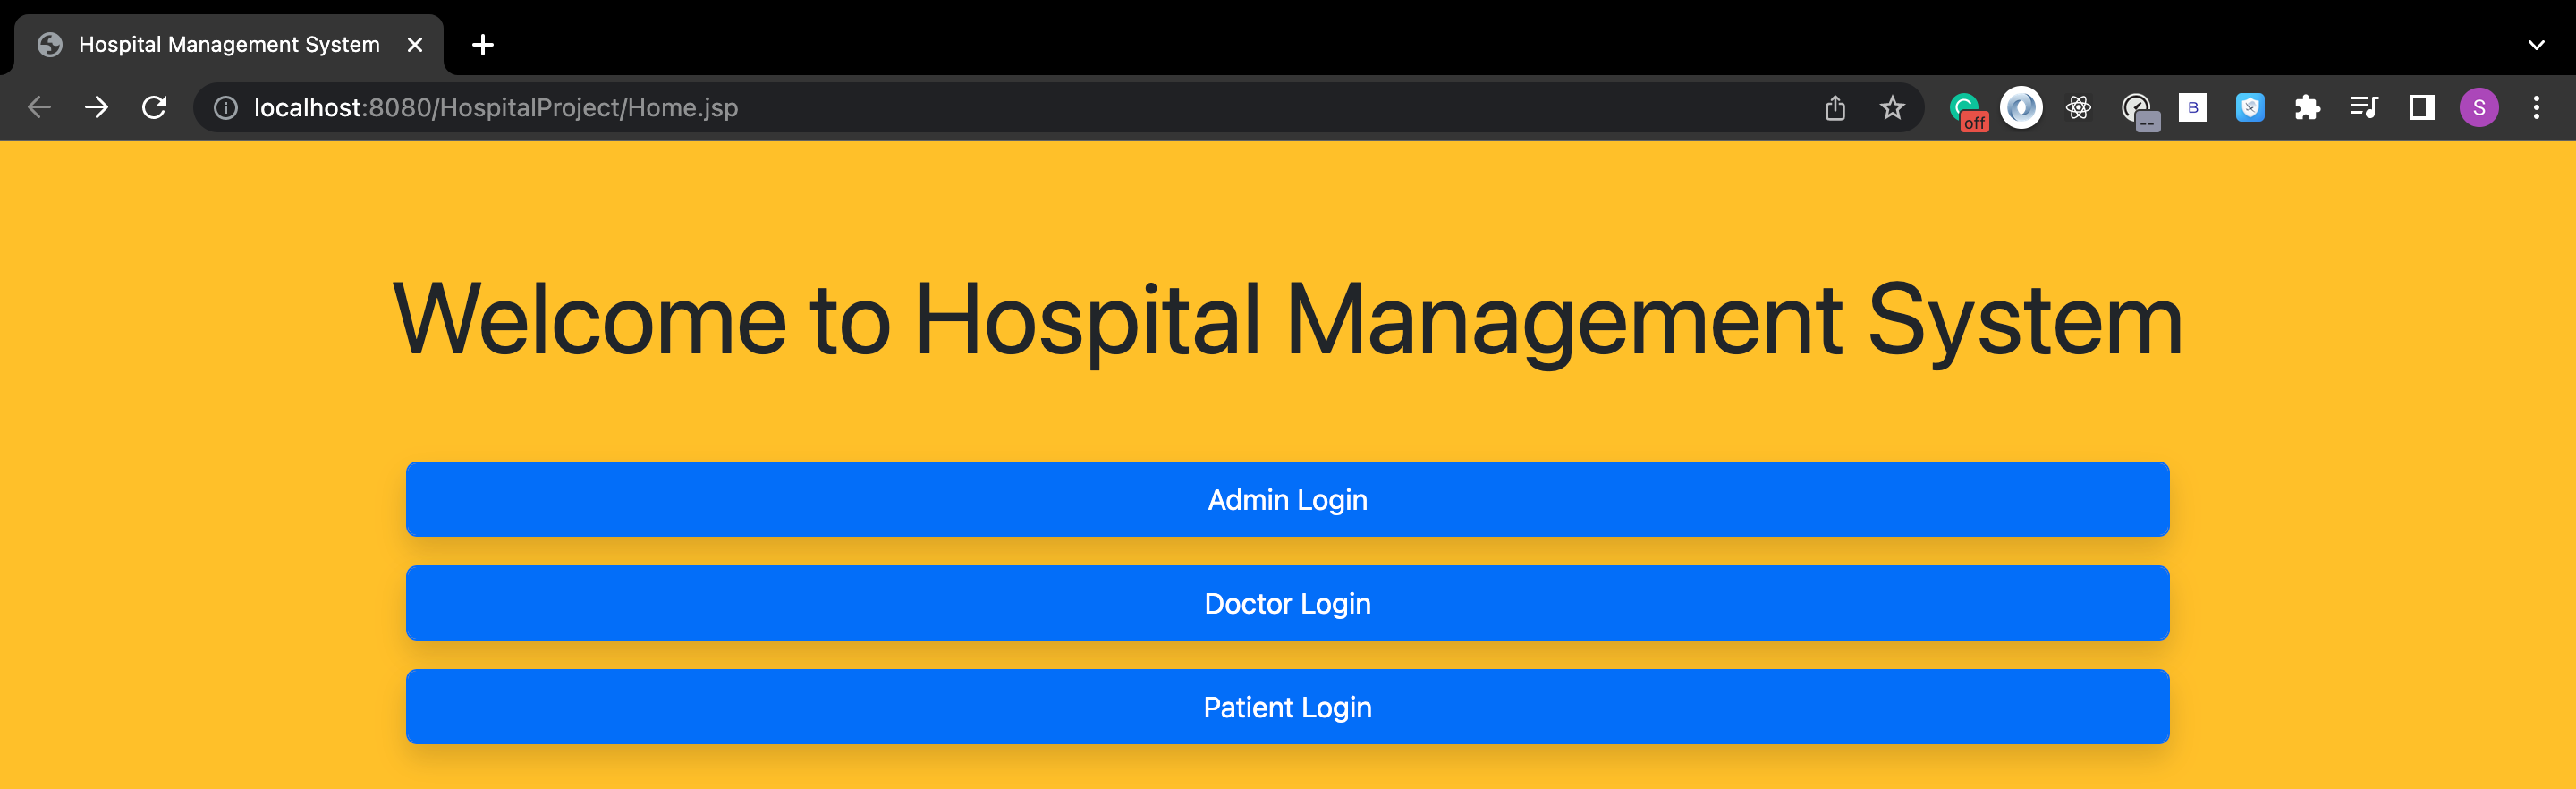 Hospital Management System
localhost:8080/HospitalProject/Home.jsp
off
--
B
S
Welcome to Hospital Management System
Admin Login
Doctor Login
Patient Login